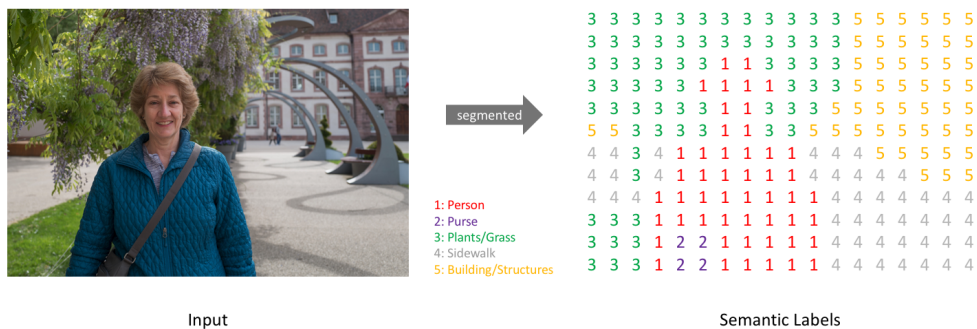 segmented
1: Person
2: Purse
3: Plants/Grass
4: Sidewalk
5: Building/Structures
3 3 3 3 3 3 3 3 3 3 3 3 5 5 5 5 5 5
3 3 3 3 3 3 3 3 3 3 3 3 5 5 5 5 5 5
3 3 3 3 3 3 1 1 3 3 3 3 5 5 5 5 5 5
3 3 3 3 3 1 1 1 1 3 3 3 5 5 5 5 5 5
3 3 3 3 3 3 1 1 3 3 3 5 5 5 5 5 5 5
5 5 3 3 3 3 1 1 3 3 5 5 5 5 5 5 5 5
4 4 3 4 1 1 1 1 1 1 4 4 4 5 5 5 5 5
4 4 3 4 1 1 1 1 1 1 4 4 4 4 4 5 5 5
4 4 4 1 1 1 1 1 1 1 1 4 4 4 4 4 4 4
3 3 3 1 1 1 1 1 1 1 1 4 4 4 4 4 4 4
3 3 3 1 2 2 1 1 1 1 1 4 4 4 4 4 4 4
3 3 3 1 2 2 1 1 1 1 1 4 4 4 4 4 4 4
Input
Semantic Labels